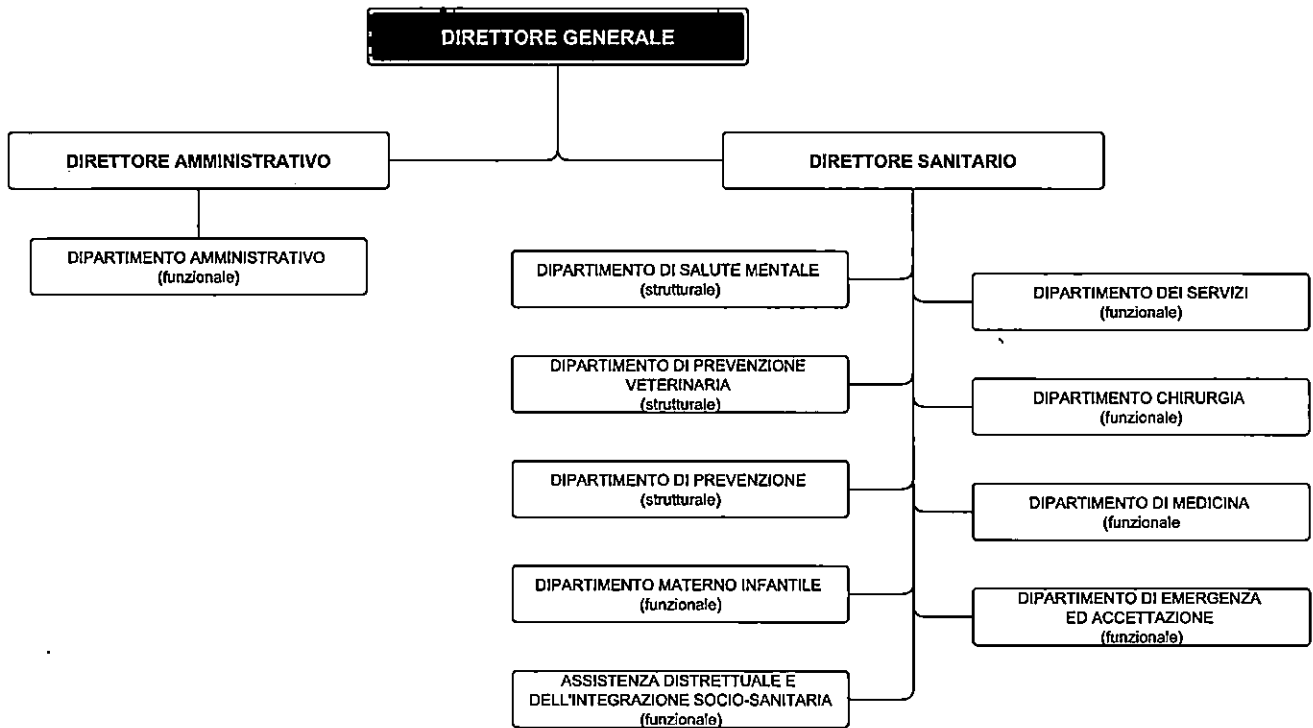 DIRETTORE GENERALE
DIRETTORE AMMINISTRATIVO
DIRETTORE SANITARIO
DIPARTIMENTO AMMINISTRATIVO
(funzionale)
DIPARTIMENTO DI SALUTE MENTALE
(strutturale)
DIPARTIMENTO DEI SERVIZI
(funzionale)
DIPARTIMENTO DI PREVENZIONE
VETERINARIA
(strutturale)
DIPARTIMENTO CHIRURGIA
(funzionale)
DIPARTIMENTO DI PREVENZIONE
(strutturale)
DIPARTIMENTO DI MEDICINA
(funzionale
DIPARTIMENTO MATERNO INFANTILE
(funzionale)
DIPARTIMENTO DI EMERGENZA
ED ACCETTAZIONE
(funzionale)
ASSISTENZA DISTRETTUALE E
DELL'INTEGRAZIONE SOCIO-SANITARIA
(funzionale)